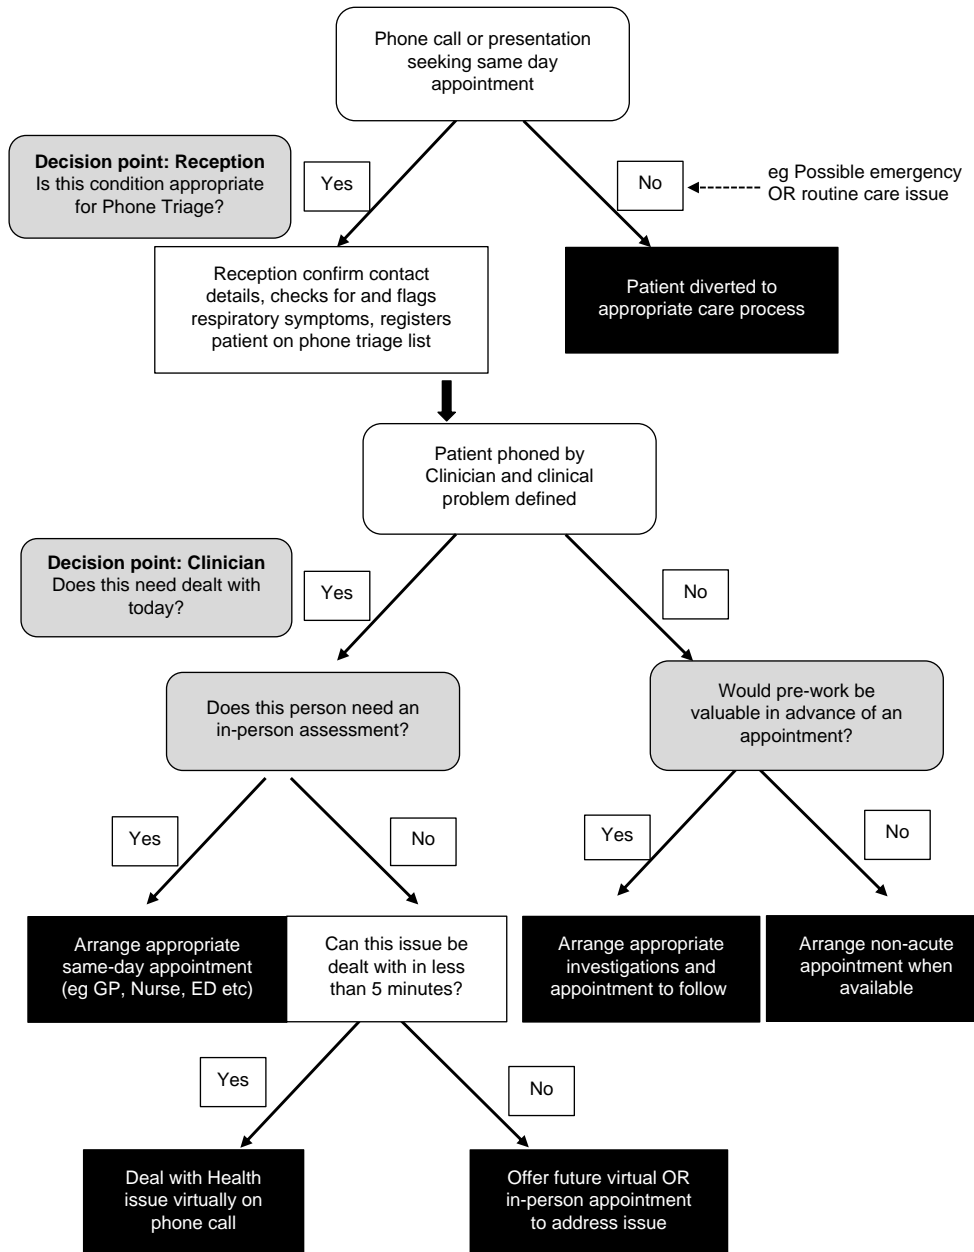 Phone call or presentation
seeking same day
appointment
Decision point: Reception
Is this condition appropriate
for Phone Triage?
Yes
No
eg Possible emergency
OR routine care issue
Reception confirm contact
details, checks for and flags
respiratory symptoms, registers
patient on phone triage list
Patient diverted to
appropriate care process
Patient phoned by
Clinician and clinical
problem defined
Decision point: Clinician
Does this need dealt with
today?
Yes
No
Does this person need an
in-person assessment?
Would pre-work be
valuable in advance of an
appointment?
Yes
No
Yes
No
Arrange appropriate
same-day appointment
(eg GP, Nurse, ED etc)
Can this issue be
dealt with in less
than 5 minutes?
Arrange appropriate
investigations and
appointment to follow
Arrange non-acute
appointment when
available
Yes
No
Deal with Health
issue virtually on
phone call
Offer future virtual OR
in-person appointment
to address issue